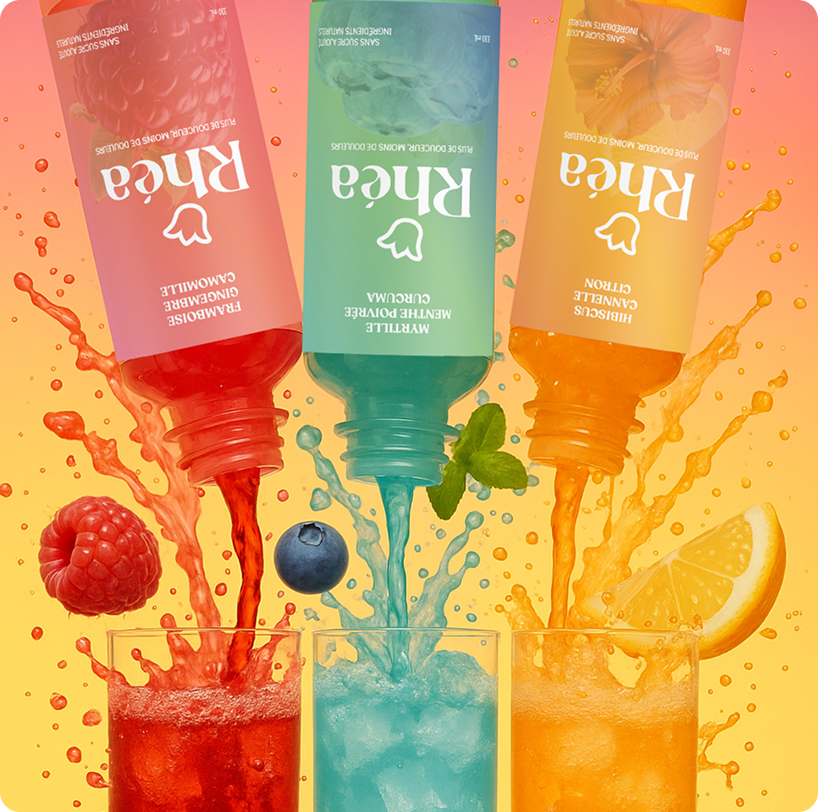 FRAMBOISE
GINGEMBRE
CAMOMILLE
Rhéa
PLUS DE DOUCEUR, MOINS DE DOULEURS
SANS SUCRE AJOUTÉ
INGRÉDIENTS NATURELS
330 mL
MYRTILLE
MENTHE POIVRÉE
CURCUMA
Rhéa
PLUS DE DOUCEUR, MOINS DE DOULEURS
SANS SUCRE AJOUTÉ
INGRÉDIENTS NATURELS
330 mL
HIBISCUS
CANNELLE
CITRON
Rhéa
PLUS DE DOUCEUR, MOINS DE DOULEURS
SANS SUCRE AJOUTÉ
INGRÉDIENTS NATURELS
330 mL